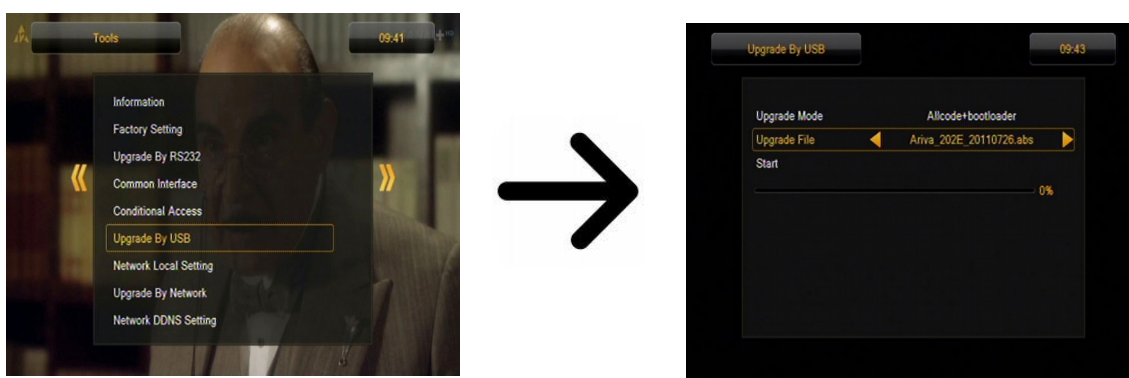 Tools 09:41
Information
Factory Setting
Upgrade By RS232
Common Interface
Conditional Access
Upgrade By USB
Network Local Setting
Upgrade By Network
Network DDNS Setting
Upgrade By USB 09:43
Upgrade Mode Allcode+bootloader
Upgrade File Ariva_202E_20110726.abs
Start
0%